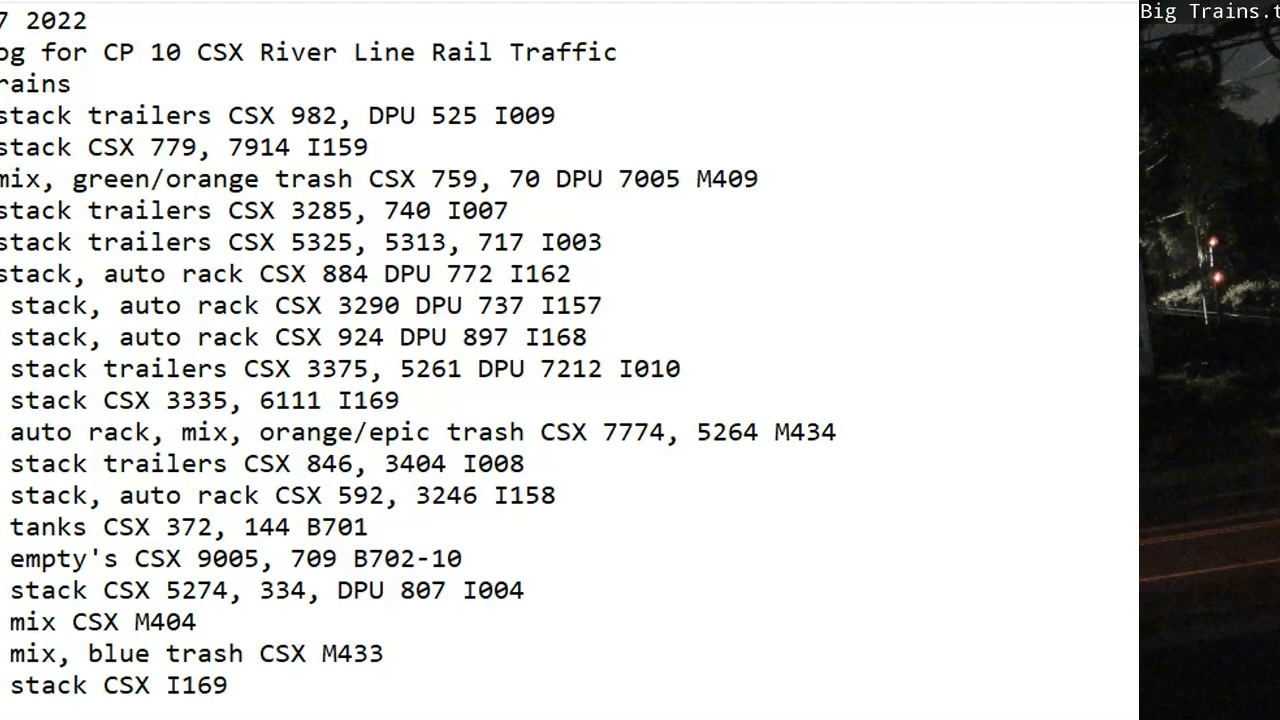 7 2022
og for CP 10 CSX River Line Rail Traffic
rains
stack trailers CSX 982, DPU 525 I009
stack CSX 779, 7914 I159
mix, green/orange trash CSX 759, 70 DPU 7005 M409
stack trailers CSX 3285, 740 I007
stack trailers CSX 5325, 5313, 717 I003
stack, auto rack CSX 884 DPU 772 I162
stack, auto rack CSX 3290 DPU 737 I157
stack, auto rack CSX 924 DPU 897 I168
stack trailers CSX 3375, 5261 DPU 7212 I010
stack CSX 3335, 6111 I169
auto rack, mix, orange/epic trash CSX 7774, 5264 M434
stack trailers CSX 846, 3404 I008
stack, auto rack CSX 592, 3246 I158
tanks CSX 372, 144 B701
empty's CSX 9005, 709 B702-10
stack CSX 5274, 334, DPU 807 I004
mix CSX M404
mix, blue trash CSX M433
stack CSX I169
Big Trains.t